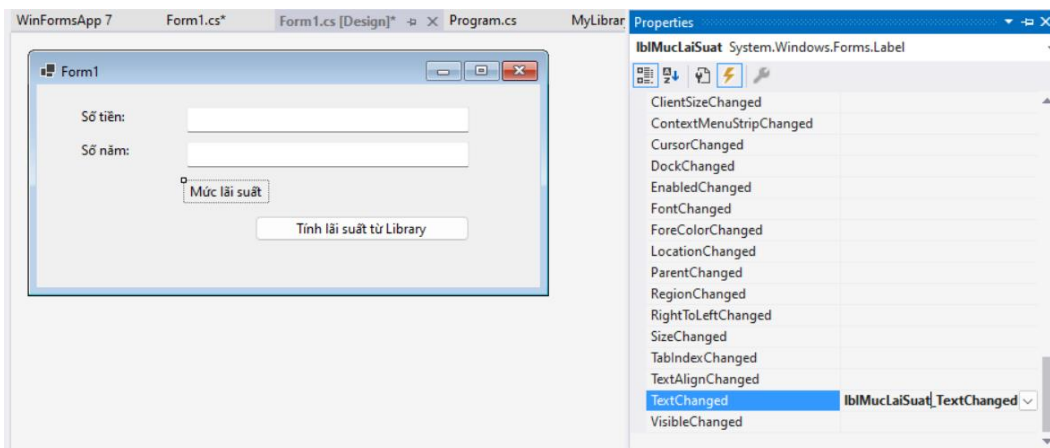 WinFormsApp 7 Form1.cs* Form1.cs [Design]* Program.cs MyLibrar
Form1
Số tiền:
Số năm:
Mức lãi suất
Tính lãi suất từ Library
Properties
lblMucLaiSuat System.Windows.Forms.Label
ClientSizeChanged
ContextMenuStripChanged
CursorChanged
DockChanged
EnabledChanged
FontChanged
ForeColorChanged
LocationChanged
ParentChanged
RegionChanged
RightToLeftChanged
SizeChanged
TabIndexChanged
TextAlignChanged
TextChanged lblMucLaiSuat_TextChanged
VisibleChanged